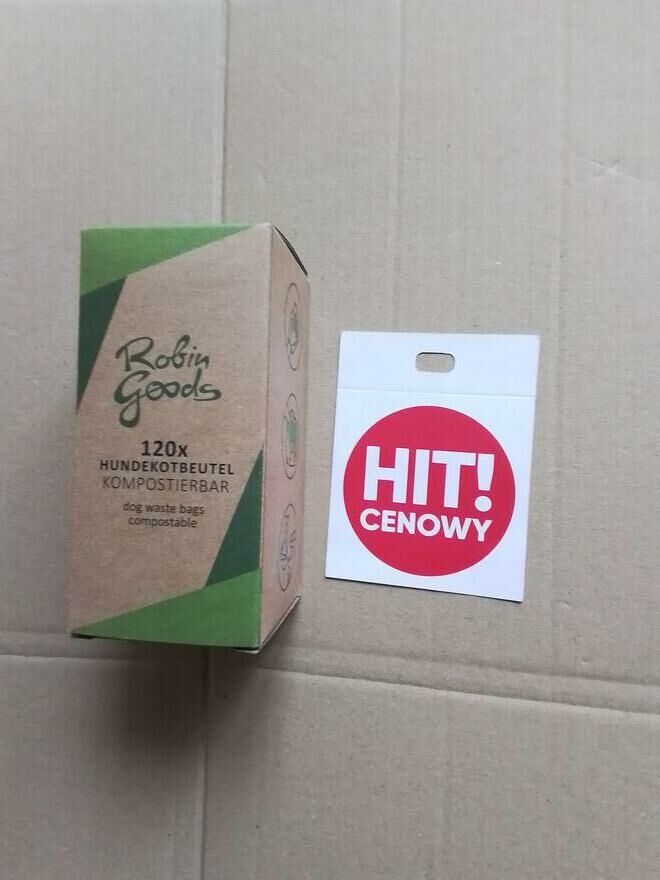 Robin
Goods
120x
HUNDEKOTBEUTEL
KOMPOSTIERBAR
dog waste bags
compostable
HIT!
CENOWY